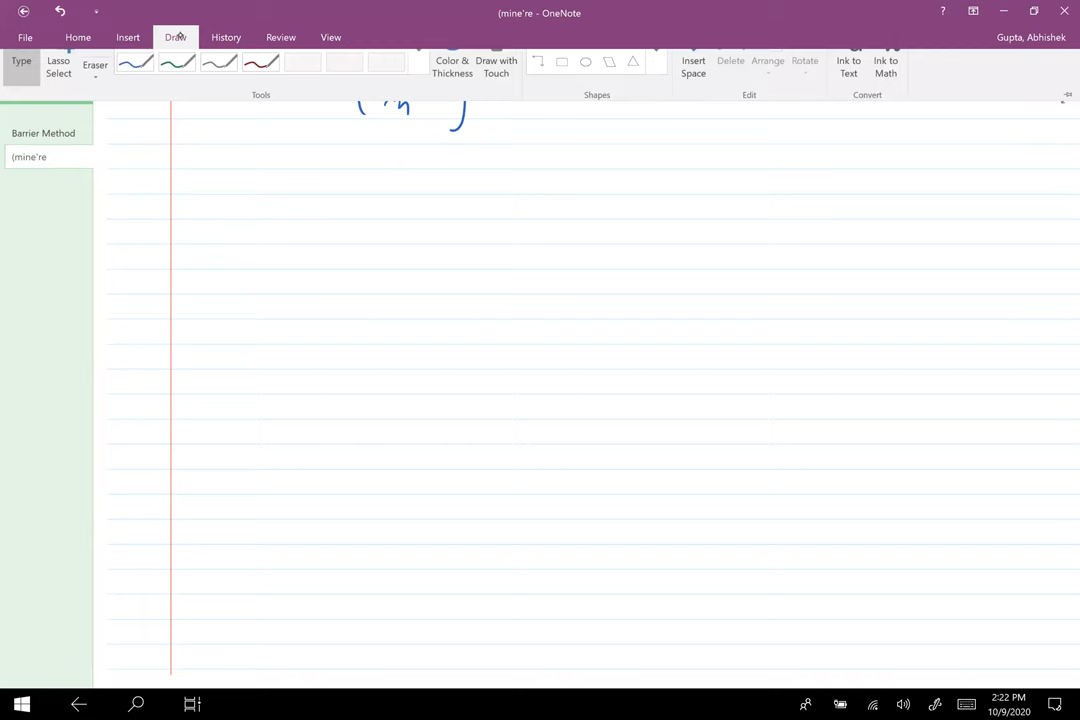 (mine're - OneNote
File Home Insert Draw History Review View Gupta, Abhishek
Type Lasso Select Eraser Color & Thickness Draw with Touch Insert Space Delete Arrange Rotate Ink to Text Ink to Math
Tools Shapes Edit Convert
Barrier Method
(mine're
2:22 PM
10/9/2020